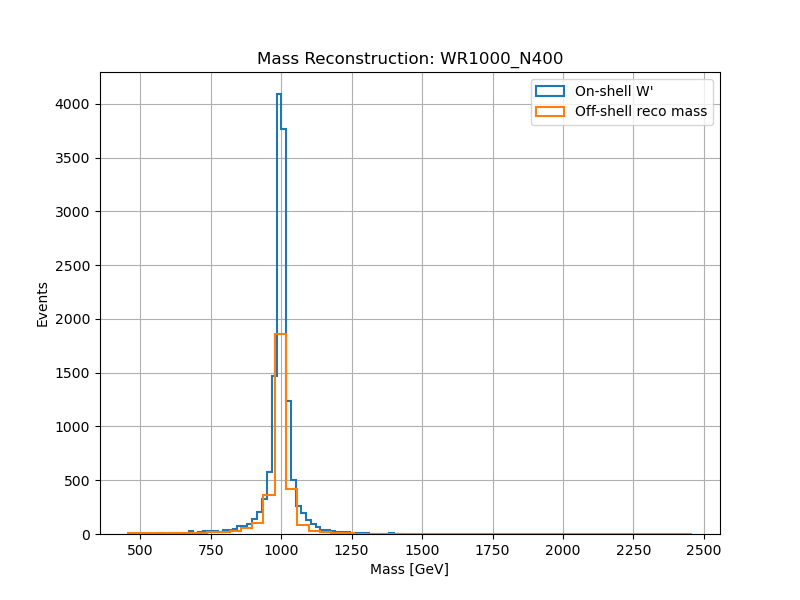 Mass Reconstruction: WR1000_N400
On-shell W'
Off-shell reco mass
4000
3500
3000
2500
2000
1500
1000
500
0
Events
500 750 1000 1250 1500 1750 2000 2250 2500
Mass [GeV]